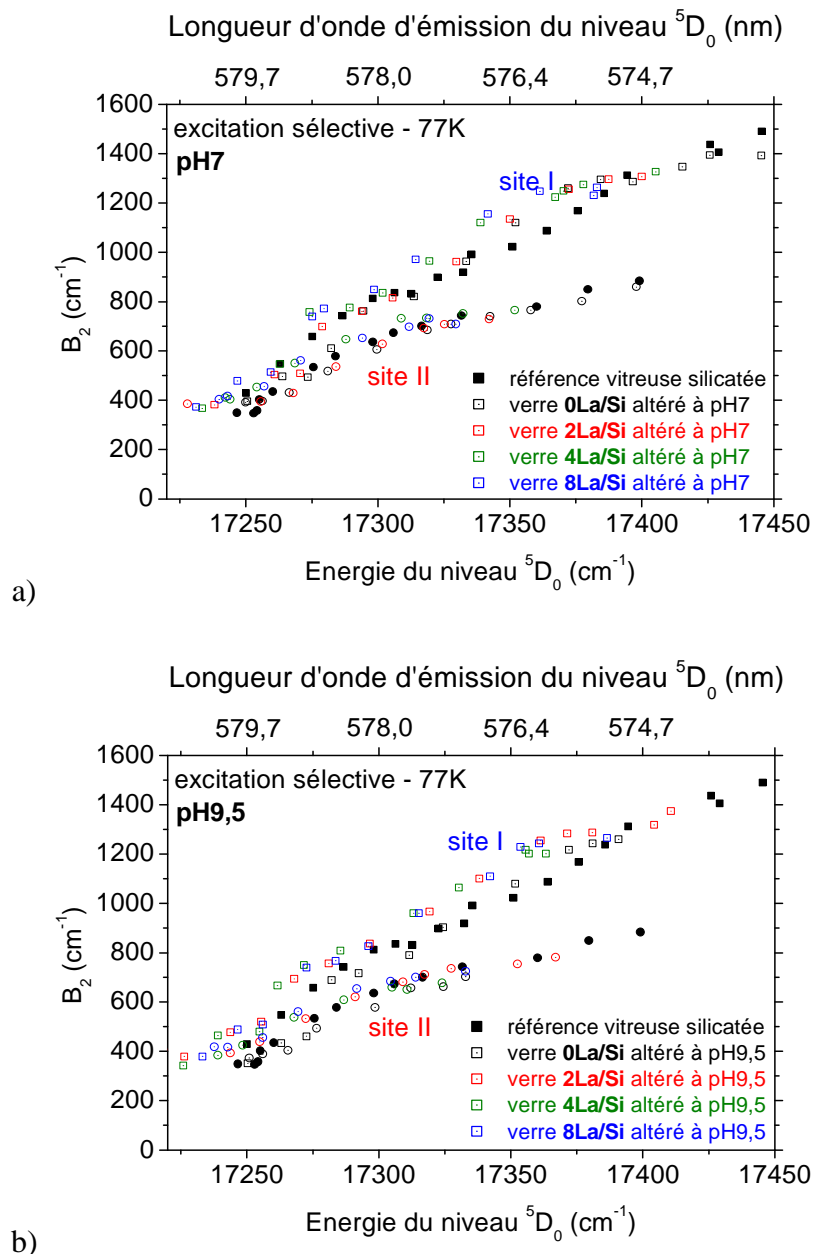 Longueur d'onde d'émission du niveau ⁵D₀ (nm)
579,7 578,0 576,4 574,7
1600
1400
1200
1000
800
600
400
200
0
B₂ (cm⁻¹)
excitation sélective - 77K
pH7
site I
site II
référence vitreuse silicatée
verre 0La/Si altéré à pH7
verre 2La/Si altéré à pH7
verre 4La/Si altéré à pH7
verre 8La/Si altéré à pH7
17250 17300 17350 17400 17450
Energie du niveau ⁵D₀ (cm⁻¹)
a)
Longueur d'onde d'émission du niveau ⁵D₀ (nm)
579,7 578,0 576,4 574,7
1600
1400
1200
1000
800
600
400
200
0
B₂ (cm⁻¹)
excitation sélective - 77K
pH9,5
site I
site II
référence vitreuse silicatée
verre 0La/Si altéré à pH9,5
verre 2La/Si altéré à pH9,5
verre 4La/Si altéré à pH9,5
verre 8La/Si altéré à pH9,5
17250 17300 17350 17400 17450
Energie du niveau ⁵D₀ (cm⁻¹)
b)